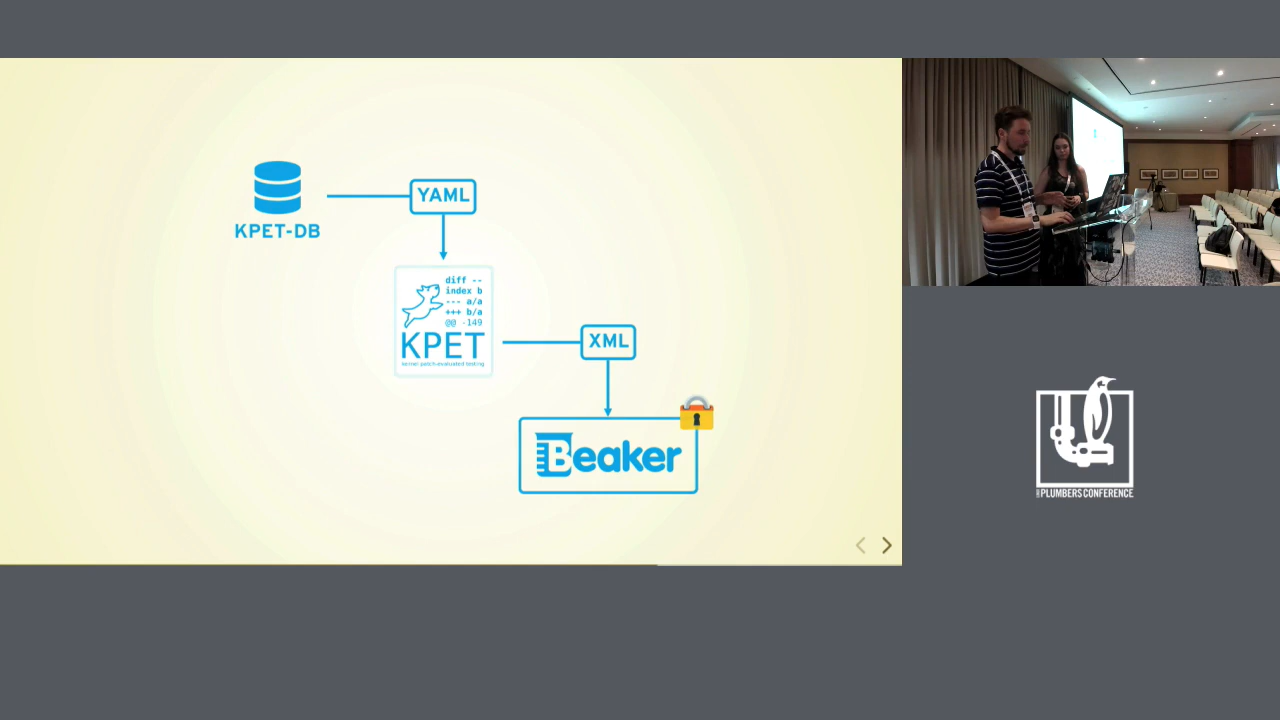 YAML
KPET-DB
diff --
index b
--- a/a
+++ b/a
@@ -149
KPET
kernel patch-evaluated testing
XML
Beaker
PLUMBERS CONFERENCE